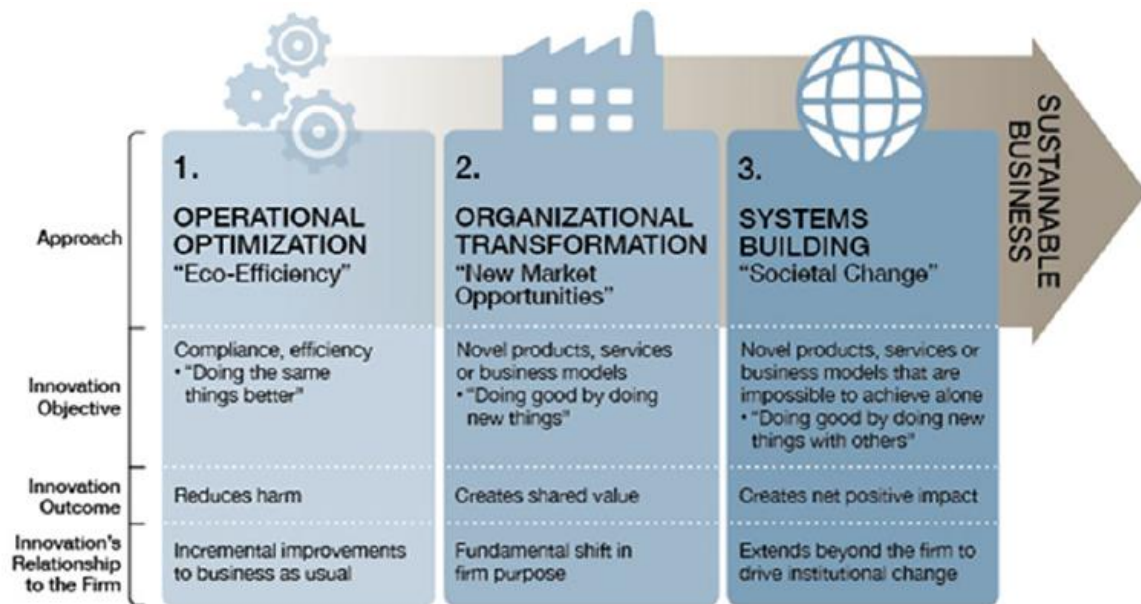 SUSTAINABLE
BUSINESS
1.
OPERATIONAL
OPTIMIZATION
"Eco-Efficiency"
2.
ORGANIZATIONAL
TRANSFORMATION
"New Market
Opportunities"
3.
SYSTEMS
BUILDING
"Societal Change"
Approach
Innovation
Objective
Compliance, efficiency
• "Doing the same
things better"
Novel products, services
or business models
• "Doing good by doing
new things"
Novel products, services or
business models that are
impossible to achieve alone
• "Doing good by doing new
things with others"
Innovation
Outcome
Reduces harm
Creates shared value
Creates net positive impact
Innovation's
Relationship
to the Firm
Incremental improvements
to business as usual
Fundamental shift in
firm purpose
Extends beyond the firm to
drive institutional change